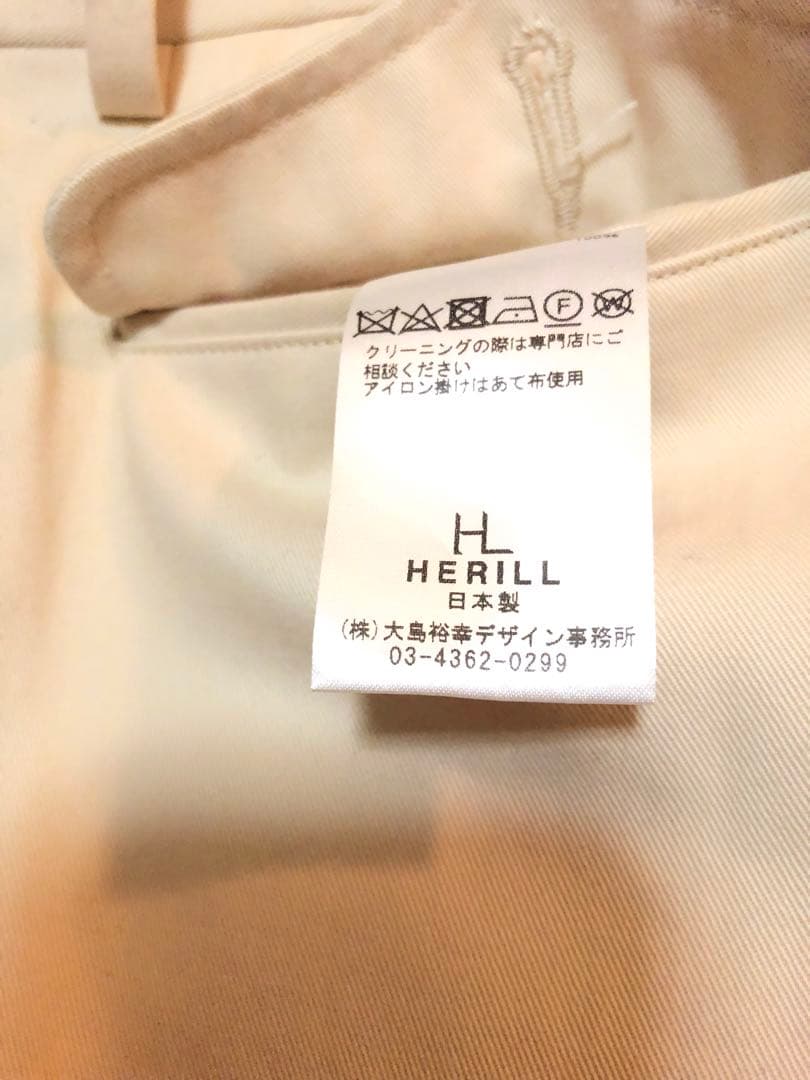 F W
クリーニングの際は専門店にご
相談ください
アイロン掛けはあて布使用
HL
HERILL
日本製
(株)大島裕幸デザイン事務所
03-4362-0299